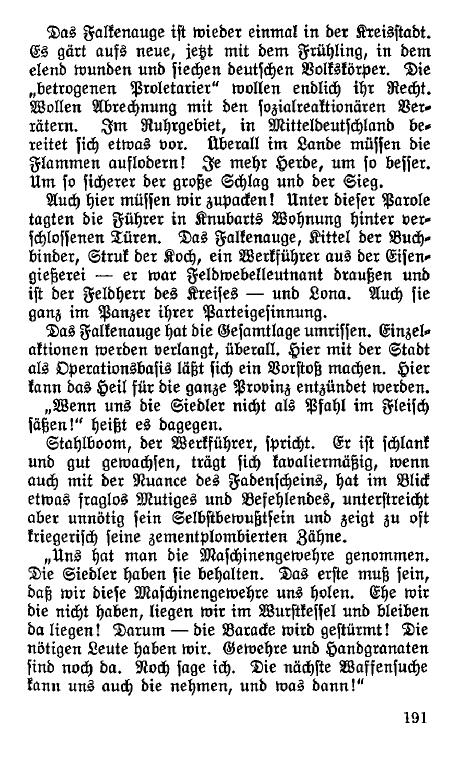 Das Falkenauge ist wieder einmal in der Kreisstadt.
Es gärt aufs neue, jetzt mit dem Frühling, in dem
elend wunden und siechen deutschen Volkskörper. Die
„betrogenen Proletarier“ wollen endlich ihr Recht.
Wollen Abrechnung mit den sozialreaktionären Ver-
rätern. Im Ruhrgebiet, in Mitteldeutschland be-
reitet sich etwas vor. Überall im Lande müssen die
Flammen auflodern! Je mehr Herde, um so besser.
Um so sicherer der große Schlag und der Sieg.
Auch hier müssen wir zupacken! Unter dieser Parole
tagten die Führer in Knubarts Wohnung hinter ver-
schlossenen Türen. Das Falkenauge, Kittel der Buch-
binder, Struk der Koch, ein Werkführer aus der Eisen-
gießerei — er war Feldwebelleutnant draußen und
ist der Feldherr des Kreises — und Lona. Auch sie
ganz im Panzer ihrer Parteigesinnung.
Das Falkenauge hat die Gesamtlage umrissen. Einzel-
aktionen werden verlangt, überall. Hier mit der Stadt
als Operationsbasis läßt sich ein Vorstoß machen. Hier
kann das Heil für die ganze Provinz entzündet werden.
„Wenn uns die Siedler nicht als Pfahl im Fleisch
säßen!“ heißt es dagegen.
Stahlboom, der Werkführer, spricht. Er ist schlank
und gut gewachsen, trägt sich kavaliermäßig, wenn
auch mit der Nuance des Fadenscheins, hat im Blick
etwas fraglos Mutiges und Befehlendes, unterstreicht
aber unnötig sein Selbstbewußtsein und zeigt zu oft
kriegerisch seine zementplombierten Zähne.
„Uns hat man die Maschinengewehre genommen.
Die Siedler haben sie behalten. Das erste muß sein,
daß wir diese Maschinengewehre uns holen. Ehe wir
die nicht haben, liegen wir im Wurstkessel und bleiben
da liegen! Darum — die Baracke wird gestürmt! Die
nötigen Leute haben wir. Gewehre und Handgranaten
sind noch da. Noch sage ich. Die nächste Waffensuche
kann uns auch die nehmen, und was dann!“
191